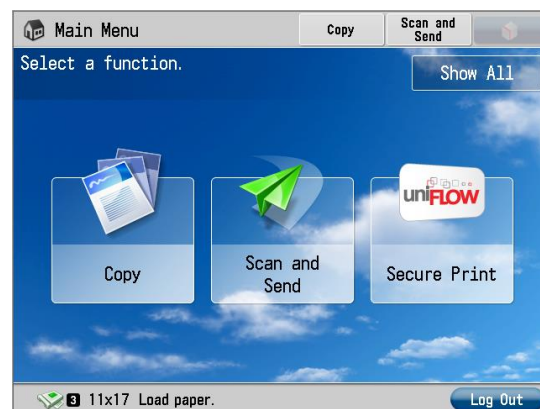 Main Menu
Copy
Scan and
Send
Select a function.
Show All
uniFLOW
Copy
Scan and
Send
Secure Print
3 11x17 Load paper.
Log Out